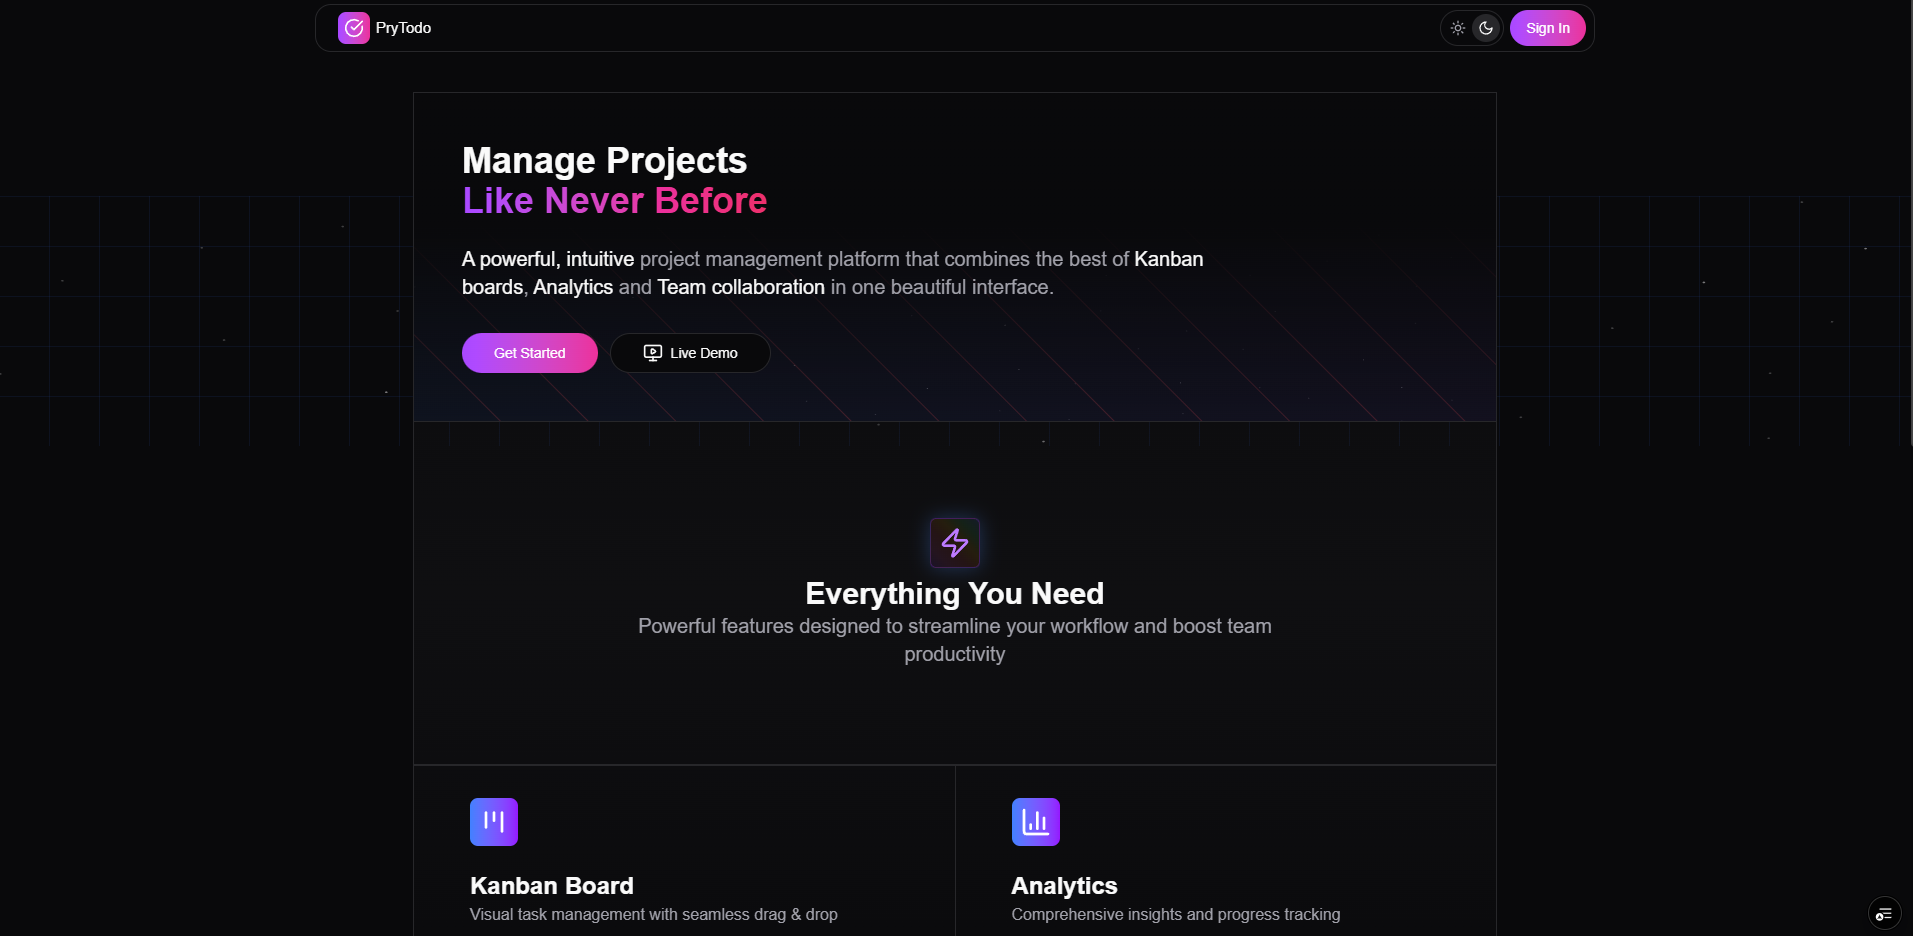 PryTodo
Sign In
Manage Projects
Like Never Before
A powerful, intuitive project management platform that combines the best of Kanban
boards, Analytics and Team collaboration in one beautiful interface.
Get Started
Live Demo
Everything You Need
Powerful features designed to streamline your workflow and boost team
productivity
Kanban Board
Visual task management with seamless drag & drop
Analytics
Comprehensive insights and progress tracking